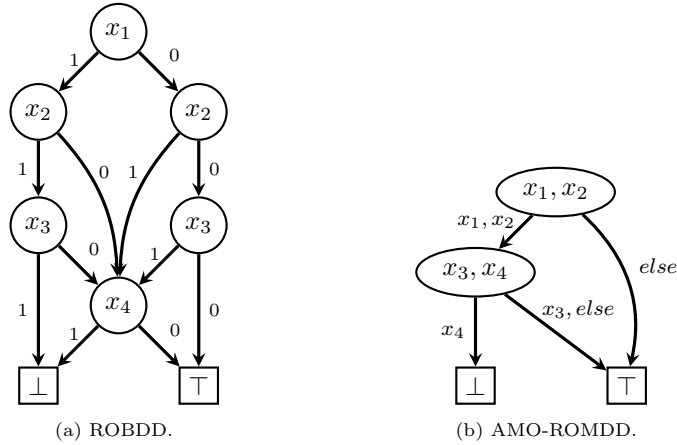 x1
1 0
x2 x2
1 0 1 0
x3 x3
0 1
1 x4 0
1 0
⊥ ⊤
(a) ROBDD.
x1, x2
x1, x2 else
x3, x4
x4 x3, else
⊥ ⊤
(b) AMO-ROMDD.